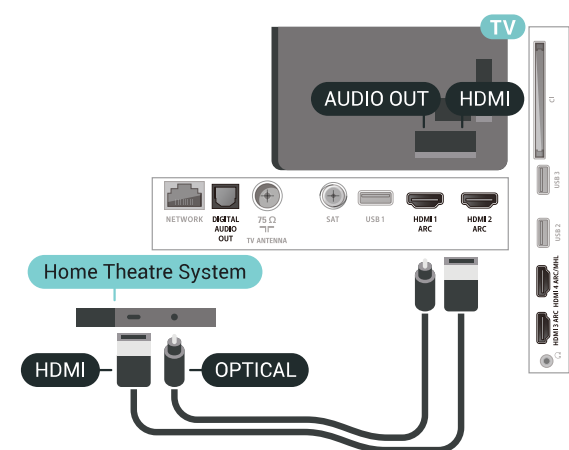 TV
AUDIO OUT
HDMI
CI
USB 3
USB 2
HDMI 4 ARC/MHL
HDMI 3 ARC
NETWORK
DIGITAL
AUDIO
OUT
75 Ω
TV ANTENNA
SAT
USB 1
HDMI 1
ARC
HDMI 2
ARC
Home Theatre System
HDMI
OPTICAL